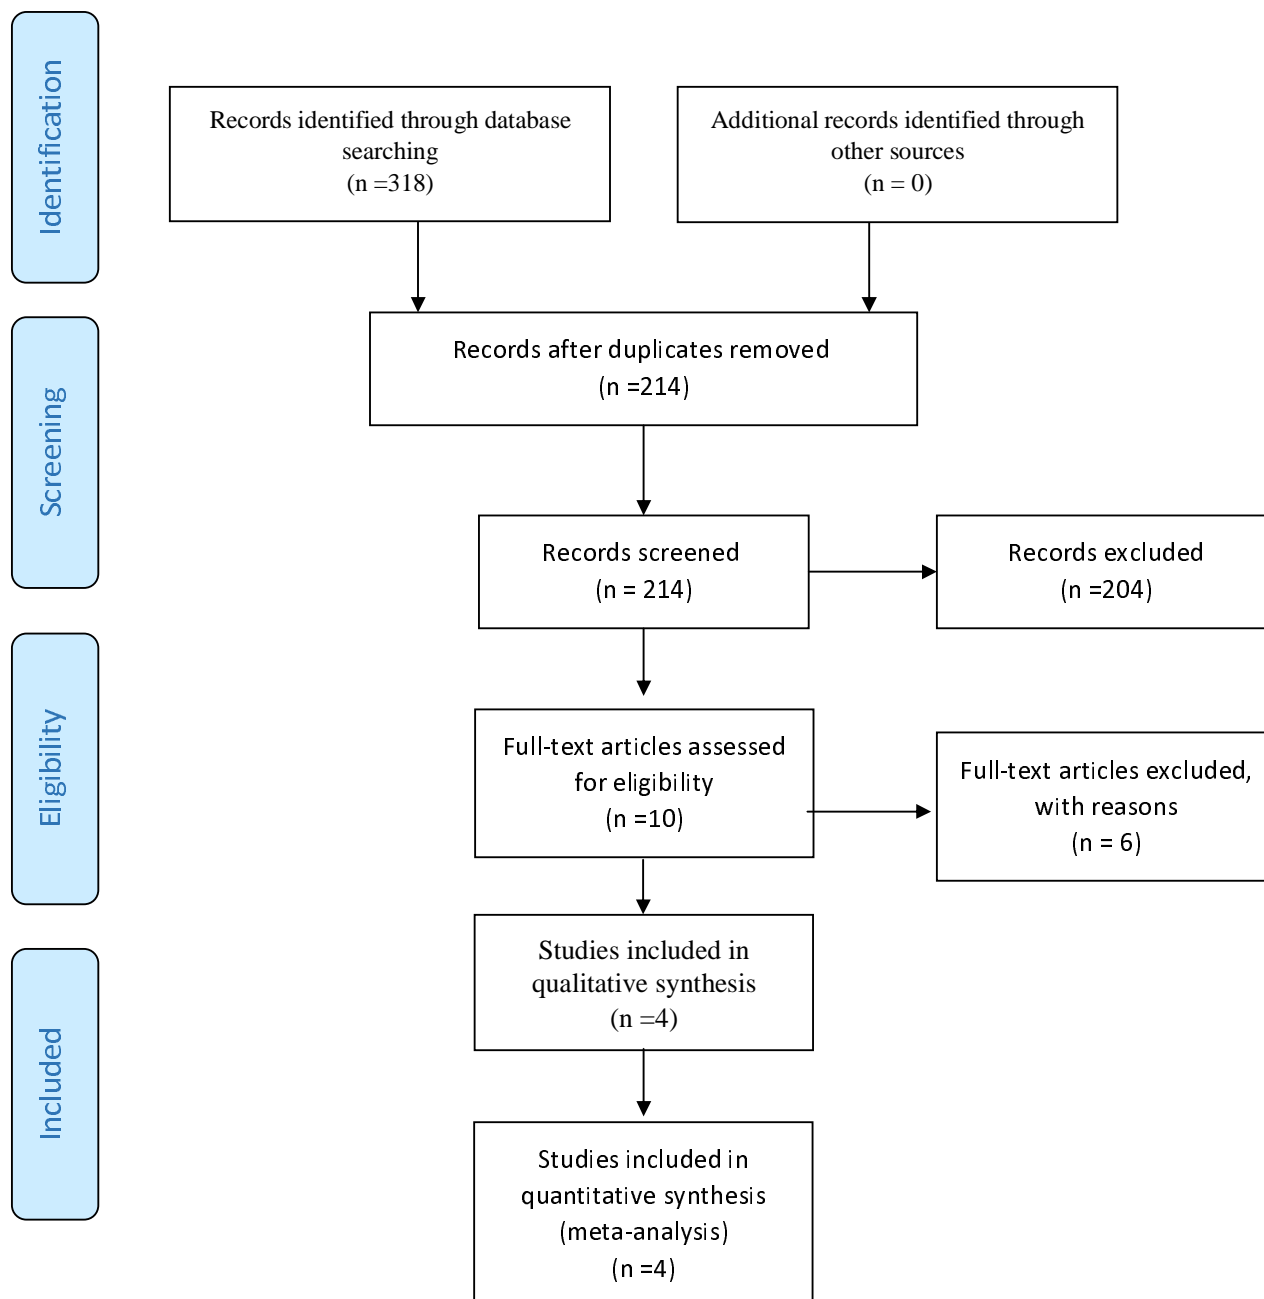 Identification
Records identified through database
searching
(n =318)
Additional records identified through
other sources
(n = 0)
Screening
Records after duplicates removed
(n =214)
Records screened
(n = 214)
Records excluded
(n =204)
Eligibility
Full-text articles assessed
for eligibility
(n =10)
Full-text articles excluded,
with reasons
(n = 6)
Included
Studies included in
qualitative synthesis
(n =4)
Studies included in
quantitative synthesis
(meta-analysis)
(n =4)